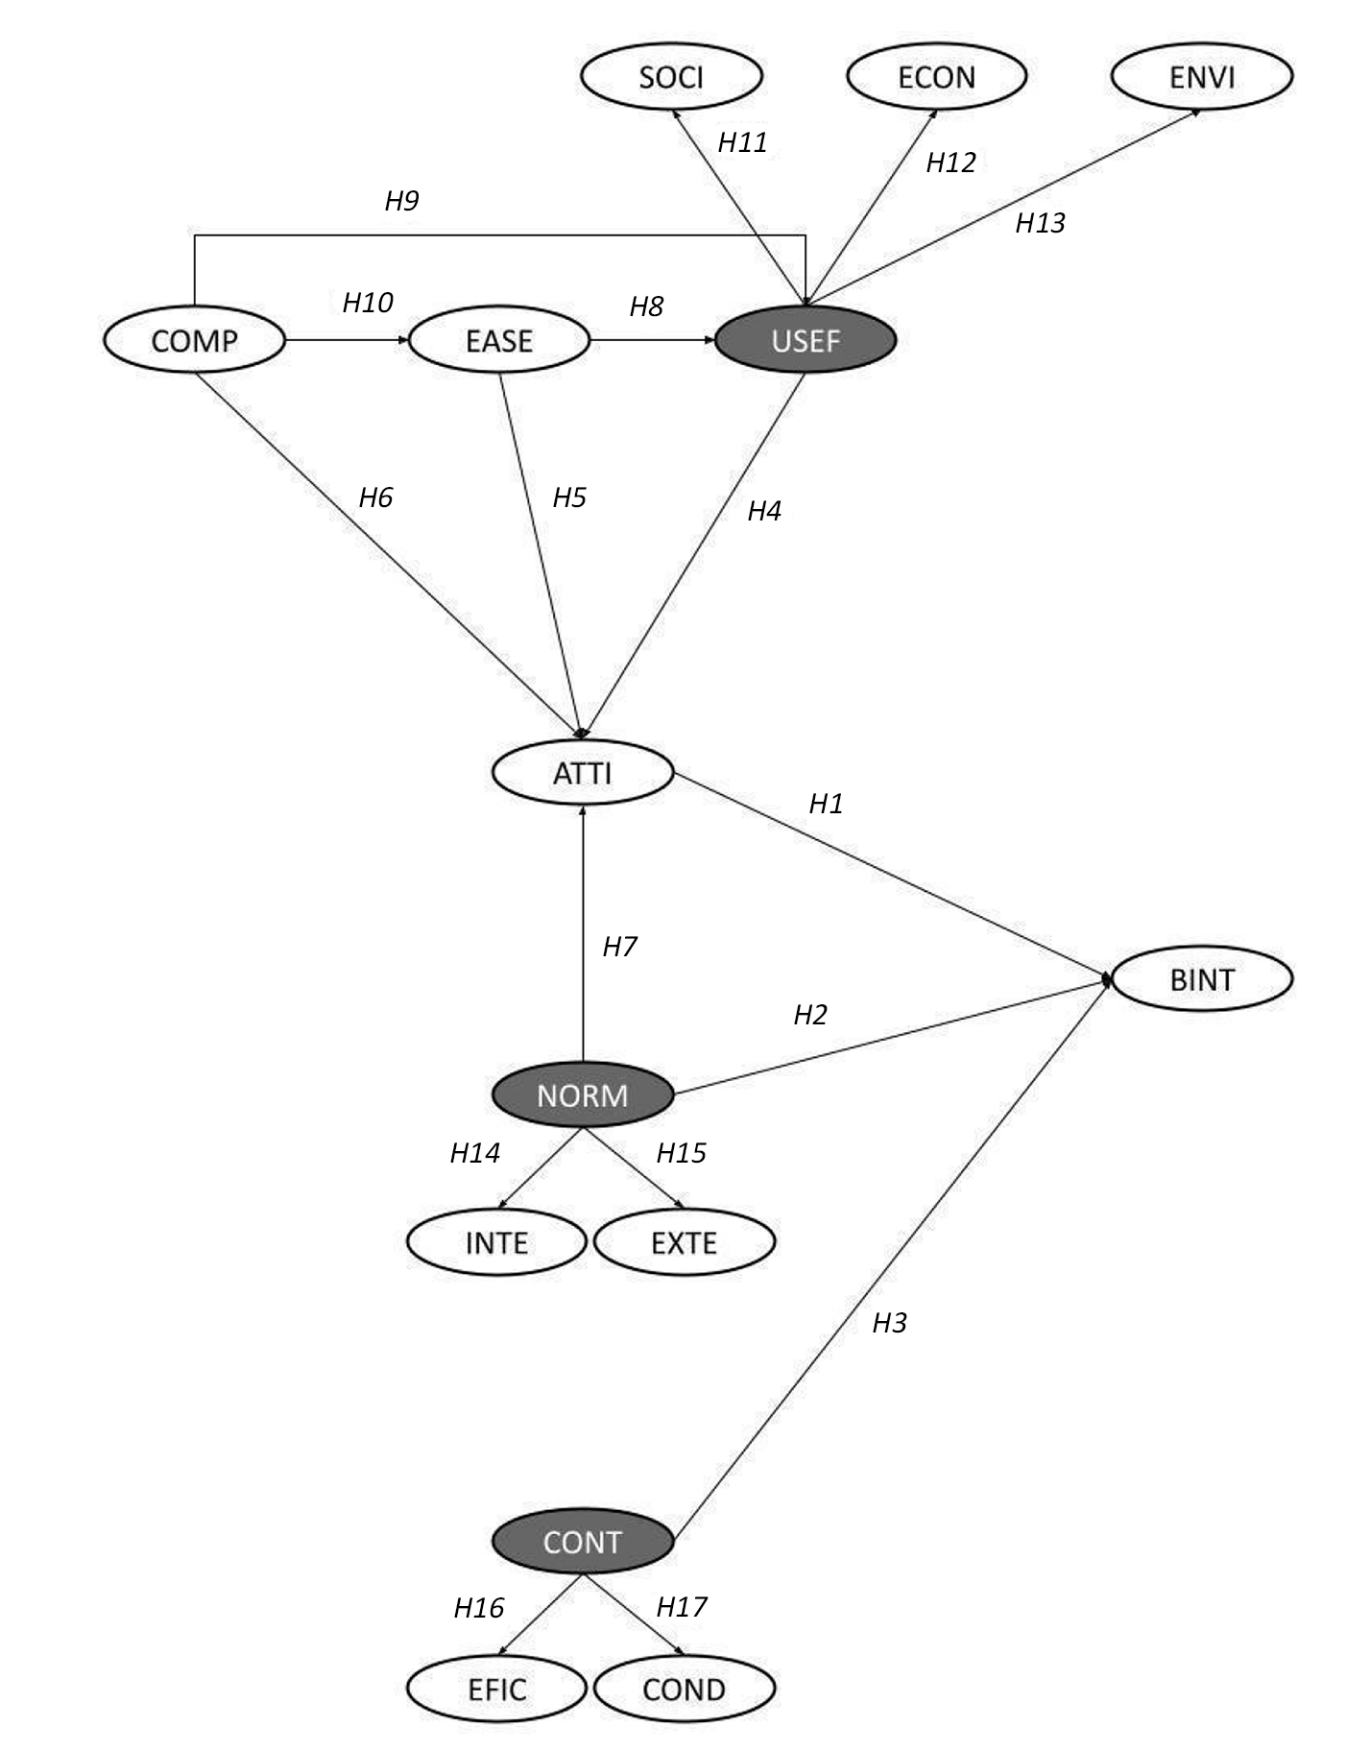 SOCI
ECON
ENVI
H11
H12
H9
H13
H10
H8
COMP
EASE
USEF
H6
H5
H4
ATTI
H1
H7
BINT
H2
NORM
H14
H15
INTE
EXTE
H3
CONT
H16
H17
EFIC
COND